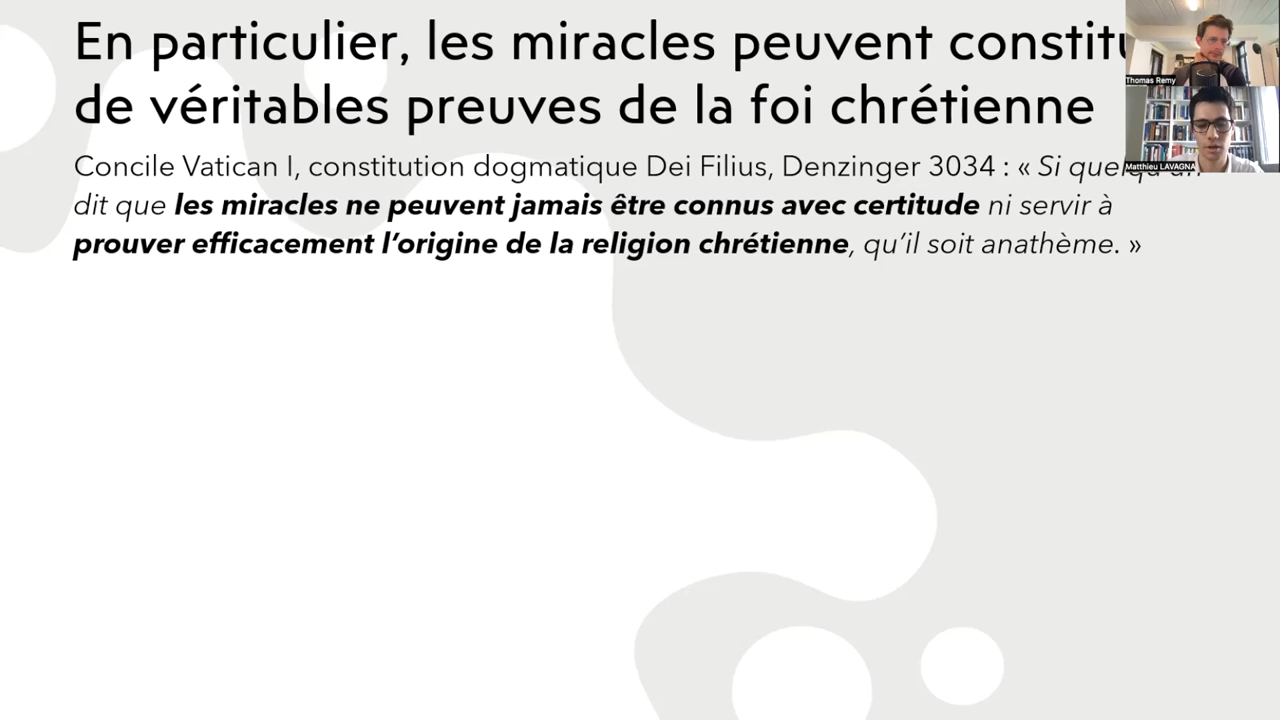 En particulier, les miracles peuvent constitu
de véritables preuves de la foi chrétienne
Concile Vatican I, constitution dogmatique Dei Filius, Denzinger 3034 : « Si quelqu'un
dit que les miracles ne peuvent jamais être connus avec certitude ni servir à
prouver efficacement l’origine de la religion chrétienne, qu’il soit anathème. »
Thomas Remy
Matthieu LAVAGNA